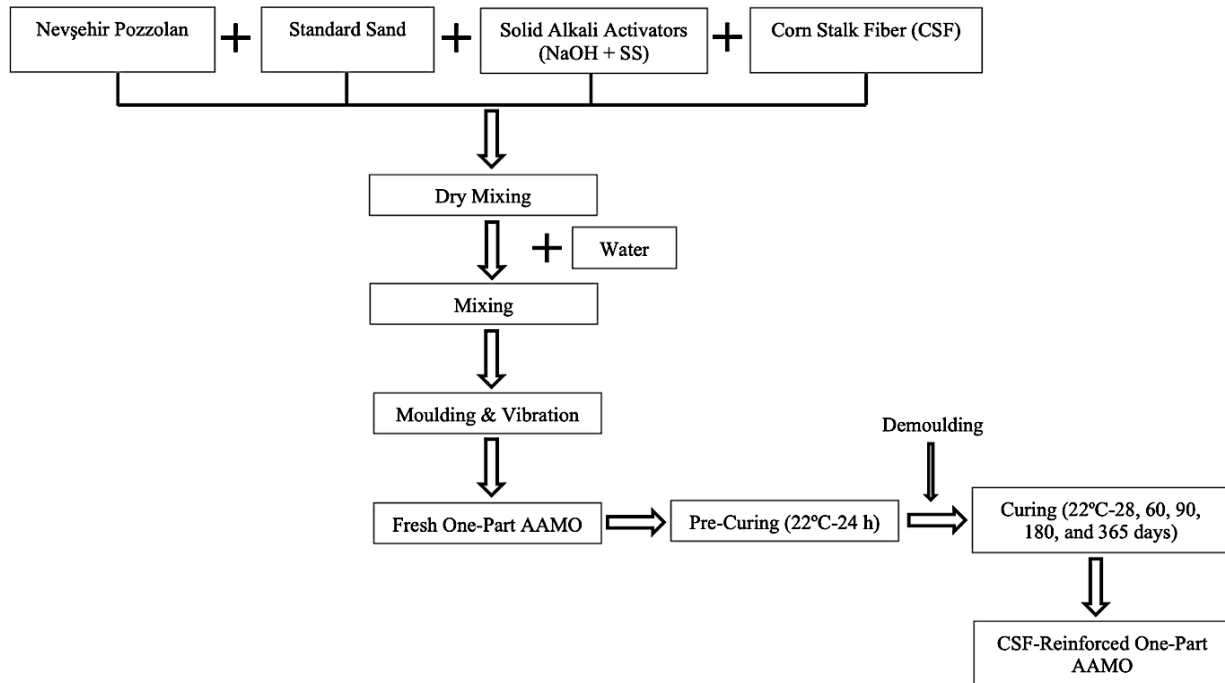 Nevşehir Pozzolan
+
Standard Sand
+
Solid Alkali Activators
(NaOH + SS)
+
Corn Stalk Fiber (CSF)
Dry Mixing
+
Water
Mixing
Moulding & Vibration
Demoulding
Fresh One-Part AAMO
Pre-Curing (22ºC-24 h)
Curing (22ºC-28, 60, 90,
180, and 365 days)
CSF-Reinforced One-Part
AAMO